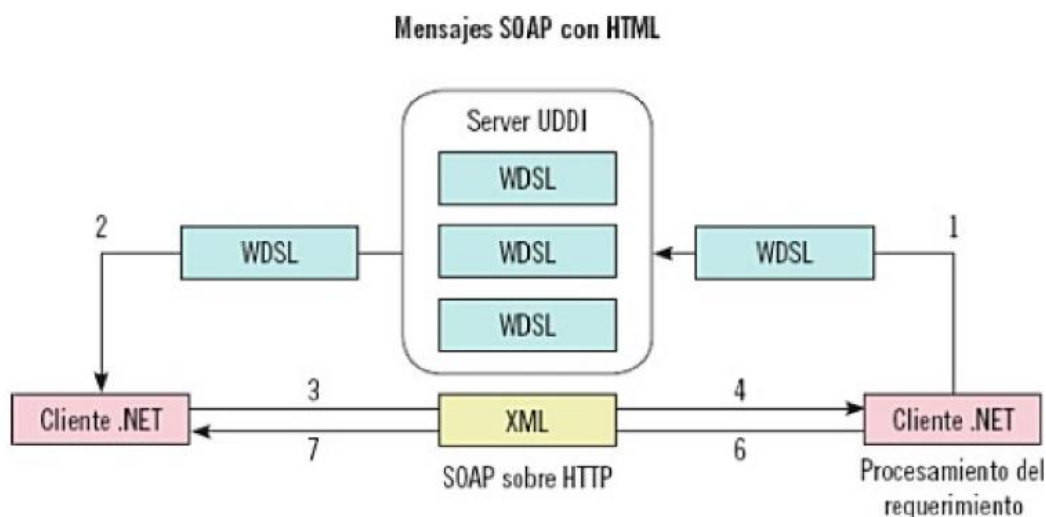 Mensajes SOAP con HTML
Server UDDI
WDSL
2
WDSL
WDSL
WDSL
1
WDSL
Cliente .NET
3
XML
4
Cliente .NET
7
6
SOAP sobre HTTP
Procesamiento del
requerimiento